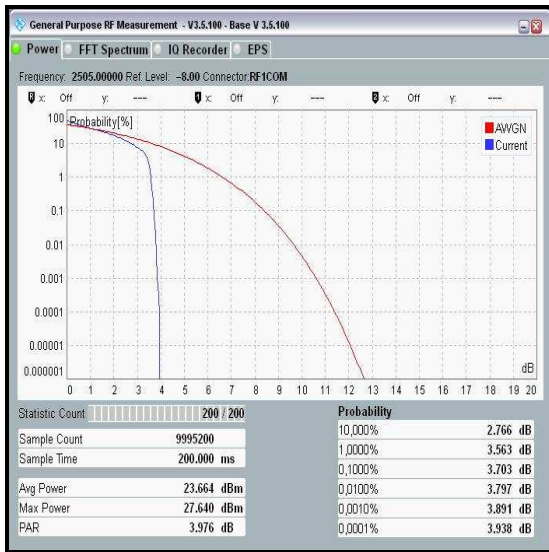 General Purpose RF Measurement - V3.5.100 - Base V 3.5.100
Power FFT Spectrum IQ Recorder EPS
Frequency: 2505.00000 Ref. Level: -8.00 Connector:RF1COM
R x: Off y: --- 1 x: Off y: --- 2 x: Off y: ---
Probability[%]
AWGN
Current
100
10
1
0.1
0.01
0.001
0.0001
0.00001
0.000001
dB
0 1 2 3 4 5 6 7 8 9 10 11 12 13 14 15 16 17 18 19 20
Statistic Count 200 / 200
Sample Count 9995200
Sample Time 200.000 ms
Avg Power 23.664 dBm
Max Power 27.640 dBm
PAR 3.976 dB
Probability
10,000% 2.766 dB
1,0000% 3.563 dB
0,1000% 3.703 dB
0,0100% 3.797 dB
0,0010% 3.891 dB
0,0001% 3.938 dB